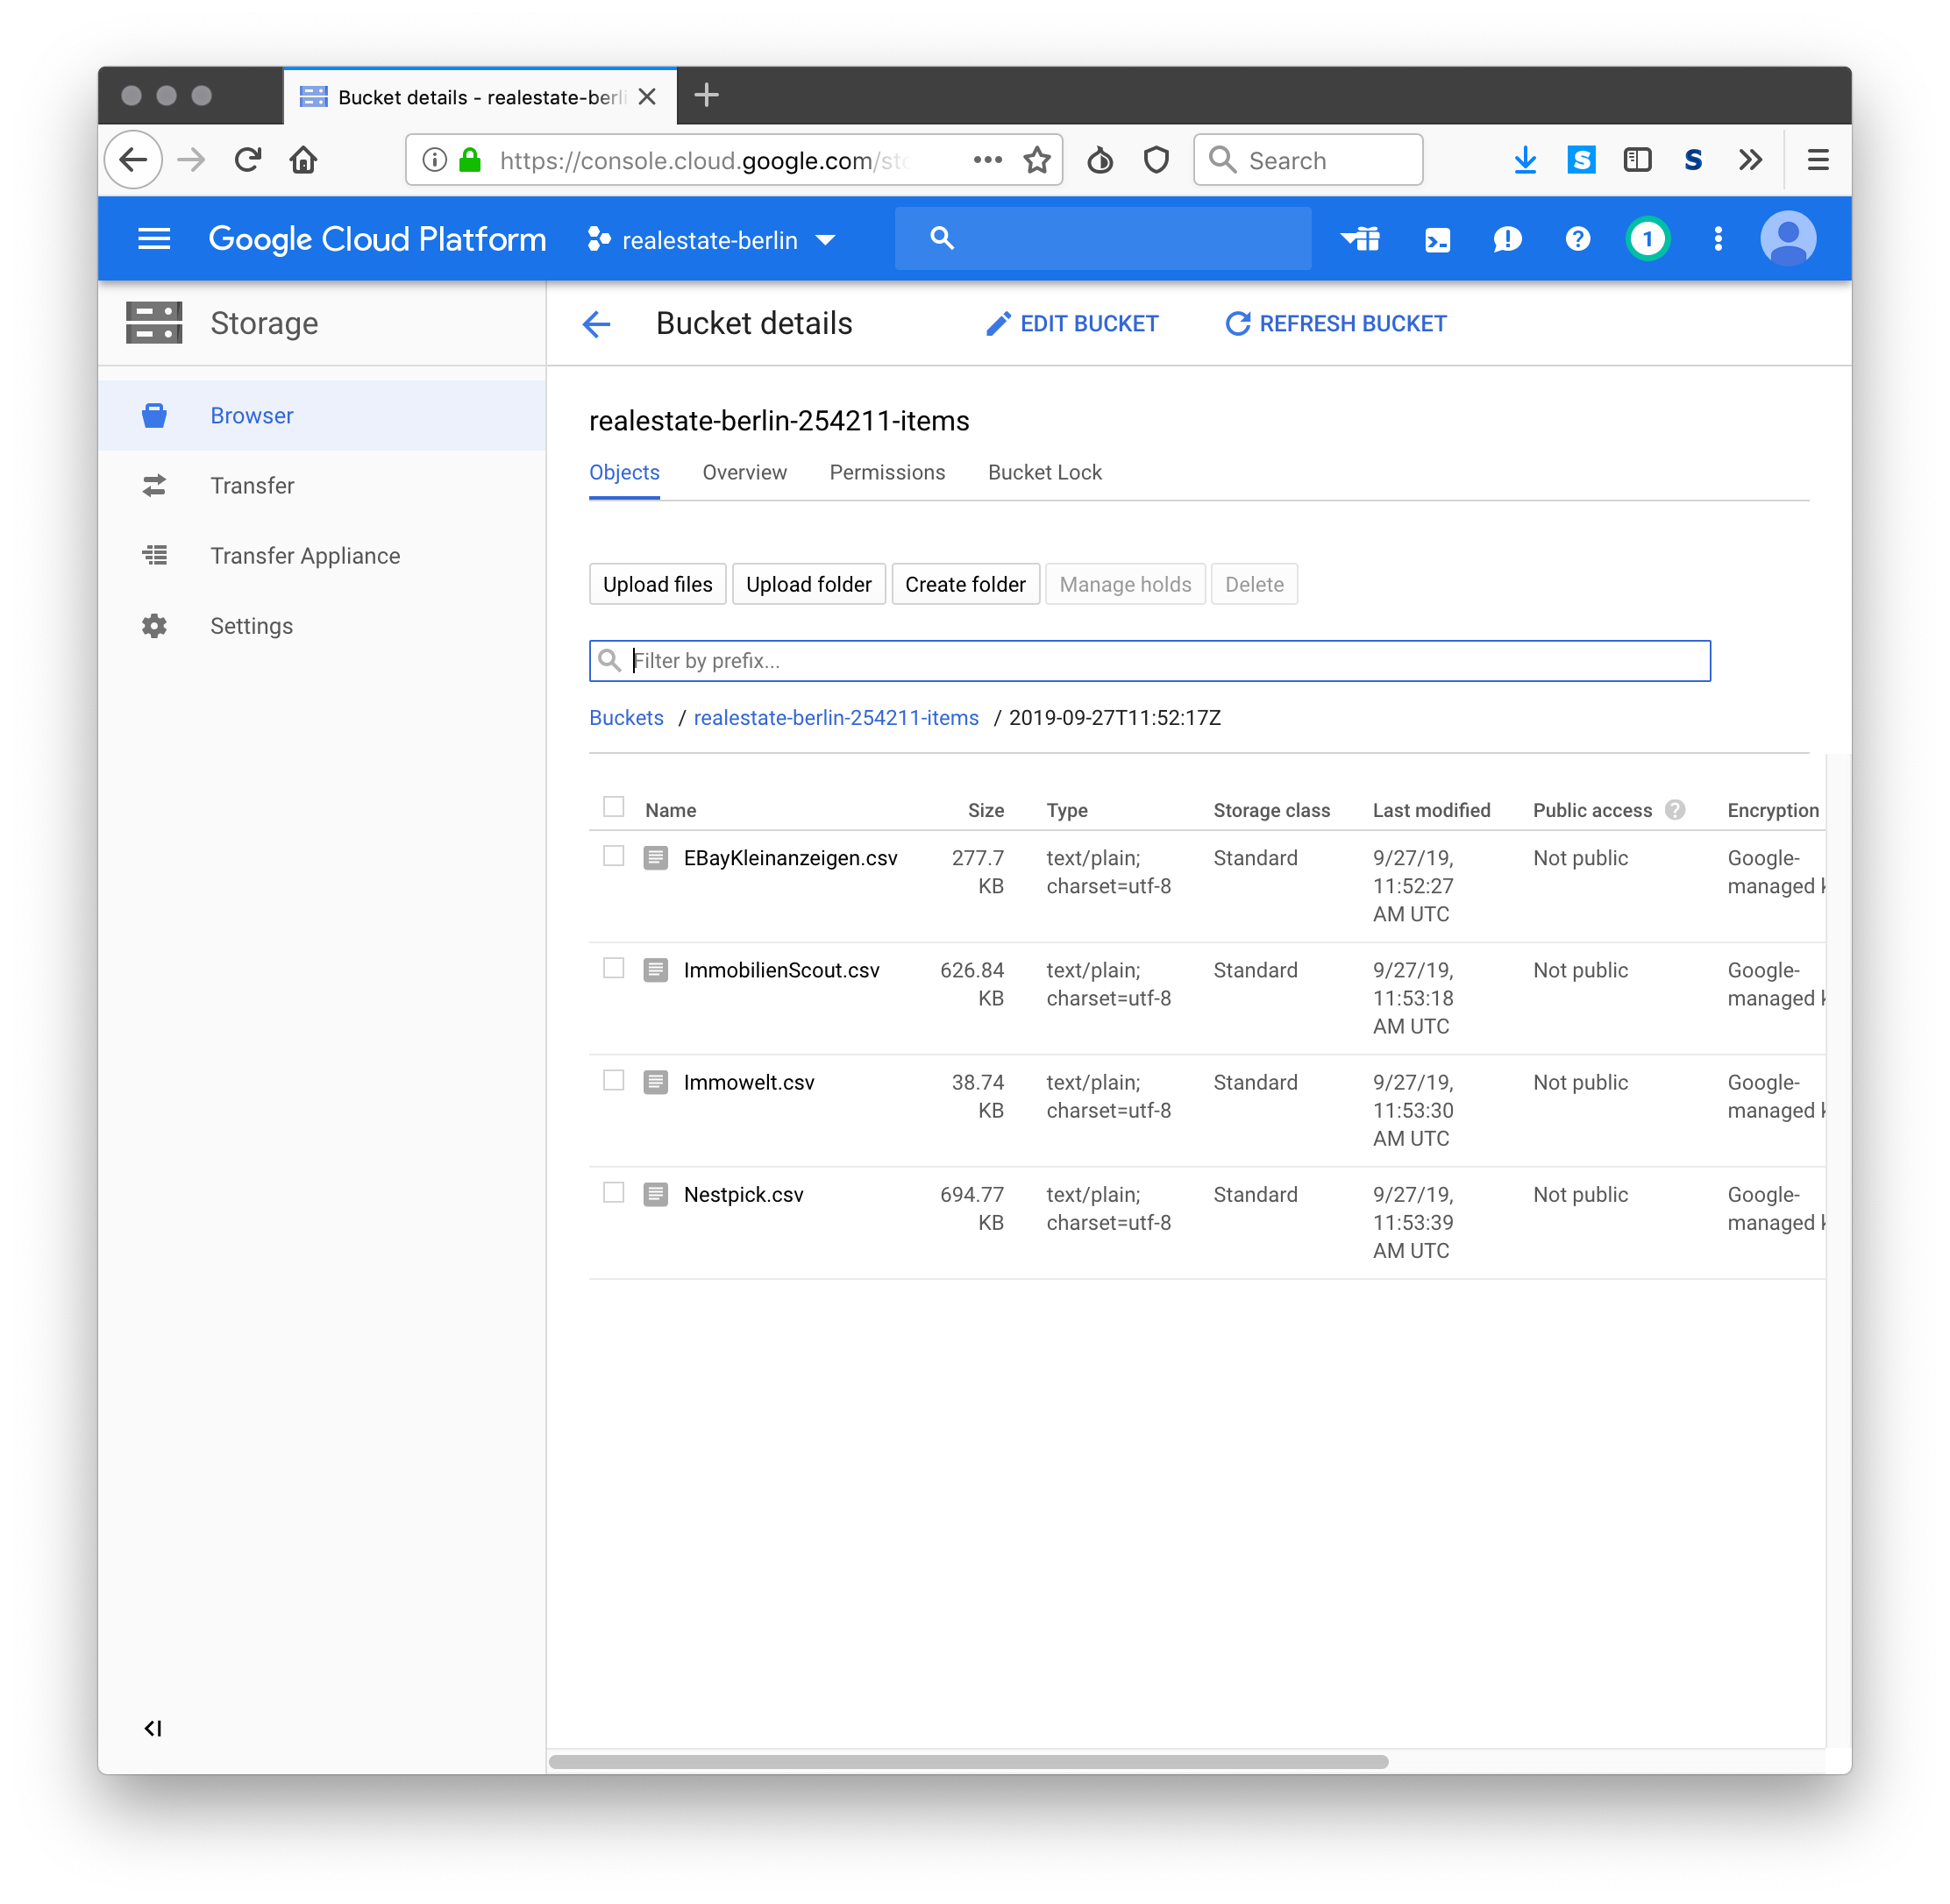 Bucket details - realestate-berli
https://console.cloud.google.com/sto
Search
Google Cloud Platform
realestate-berlin
1
Storage
Bucket details
EDIT BUCKET
REFRESH BUCKET
Browser
Transfer
Transfer Appliance
Settings
realestate-berlin-254211-items
Objects Overview Permissions Bucket Lock
Upload files Upload folder Create folder Manage holds Delete
Filter by prefix...
Buckets / realestate-berlin-254211-items / 2019-09-27T11:52:17Z
Name Size Type Storage class Last modified Public access ? Encryption
EBayKleinanzeigen.csv 277.7 text/plain; Standard 9/27/19, Not public Google-
KB charset=utf-8 11:52:27 managed k
AM UTC
ImmobilienScout.csv 626.84 text/plain; Standard 9/27/19, Not public Google-
KB charset=utf-8 11:53:18 managed k
AM UTC
Immowelt.csv 38.74 text/plain; Standard 9/27/19, Not public Google-
KB charset=utf-8 11:53:30 managed k
AM UTC
Nestpick.csv 694.77 text/plain; Standard 9/27/19, Not public Google-
KB charset=utf-8 11:53:39 managed k
AM UTC